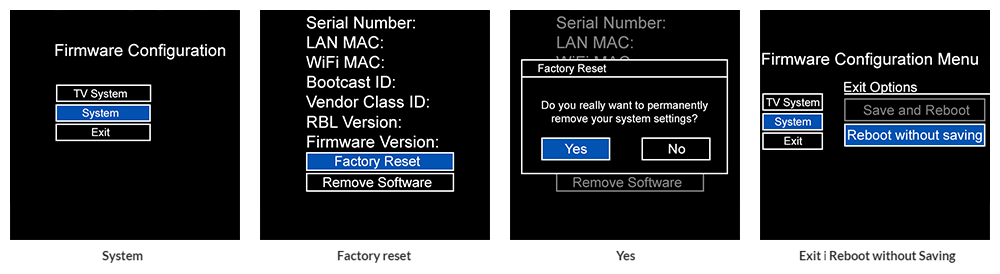 Firmware Configuration
TV System
System
Exit
System
Serial Number:
LAN MAC:
WiFi MAC:
Bootcast ID:
Vendor Class ID:
RBL Version:
Firmware Version:
Factory Reset
Remove Software
Factory reset
Serial Number:
LAN MAC:
Factory Reset
Do you really want to permanently
remove your system settings?
Yes
No
Remove Software
Yes
Firmware Configuration Menu
Exit Options
TV System
Save and Reboot
System
Reboot without saving
Exit
Exit i Reboot without Saving